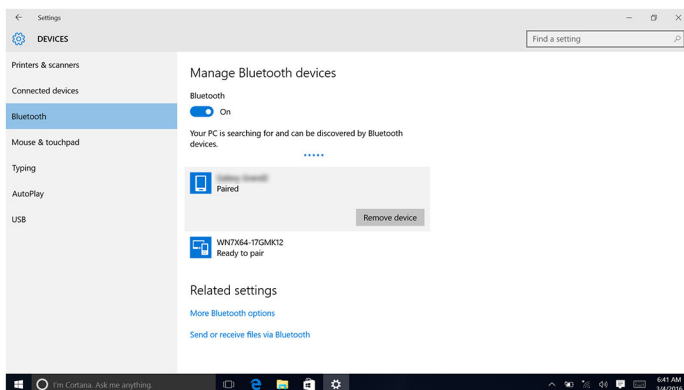 Settings
DEVICES
Find a setting
Printers & scanners
Connected devices
Bluetooth
Mouse & touchpad
Typing
AutoPlay
USB
Manage Bluetooth devices
Bluetooth
On
Your PC is searching for and can be discovered by Bluetooth
devices.
Paired
Remove device
WN7X64-17GMK12
Ready to pair
Related settings
More Bluetooth options
Send or receive files via Bluetooth
I'm Cortana. Ask me anything.
6:41 AM
3/4/2016